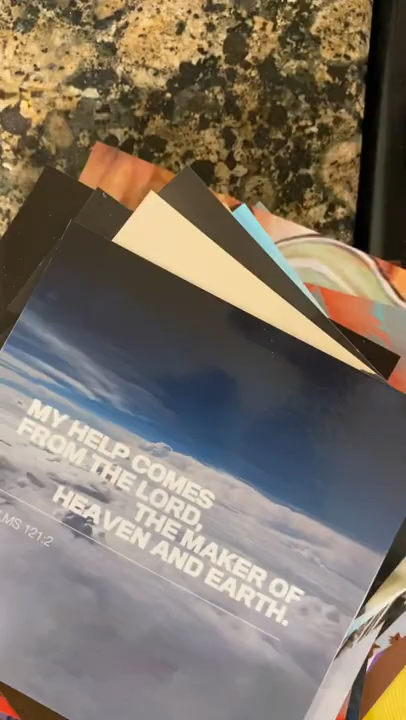 MY HELP COMES
FROM THE LORD,
THE MAKER OF
HEAVEN AND EARTH.
LMS 121:2